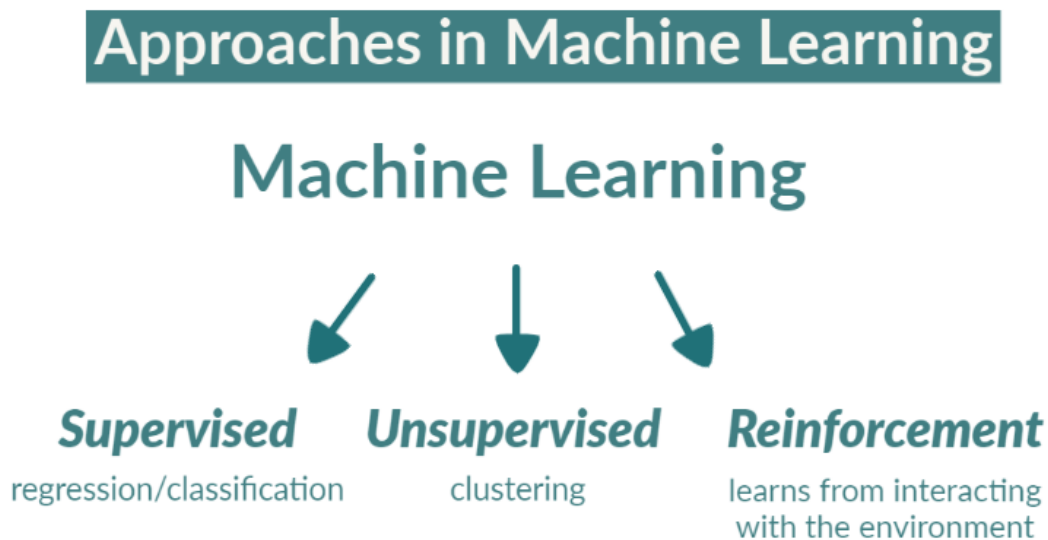 Approaches in Machine Learning
Machine Learning
Supervised
regression/classification
Unsupervised
clustering
Reinforcement
learns from interacting
with the environment